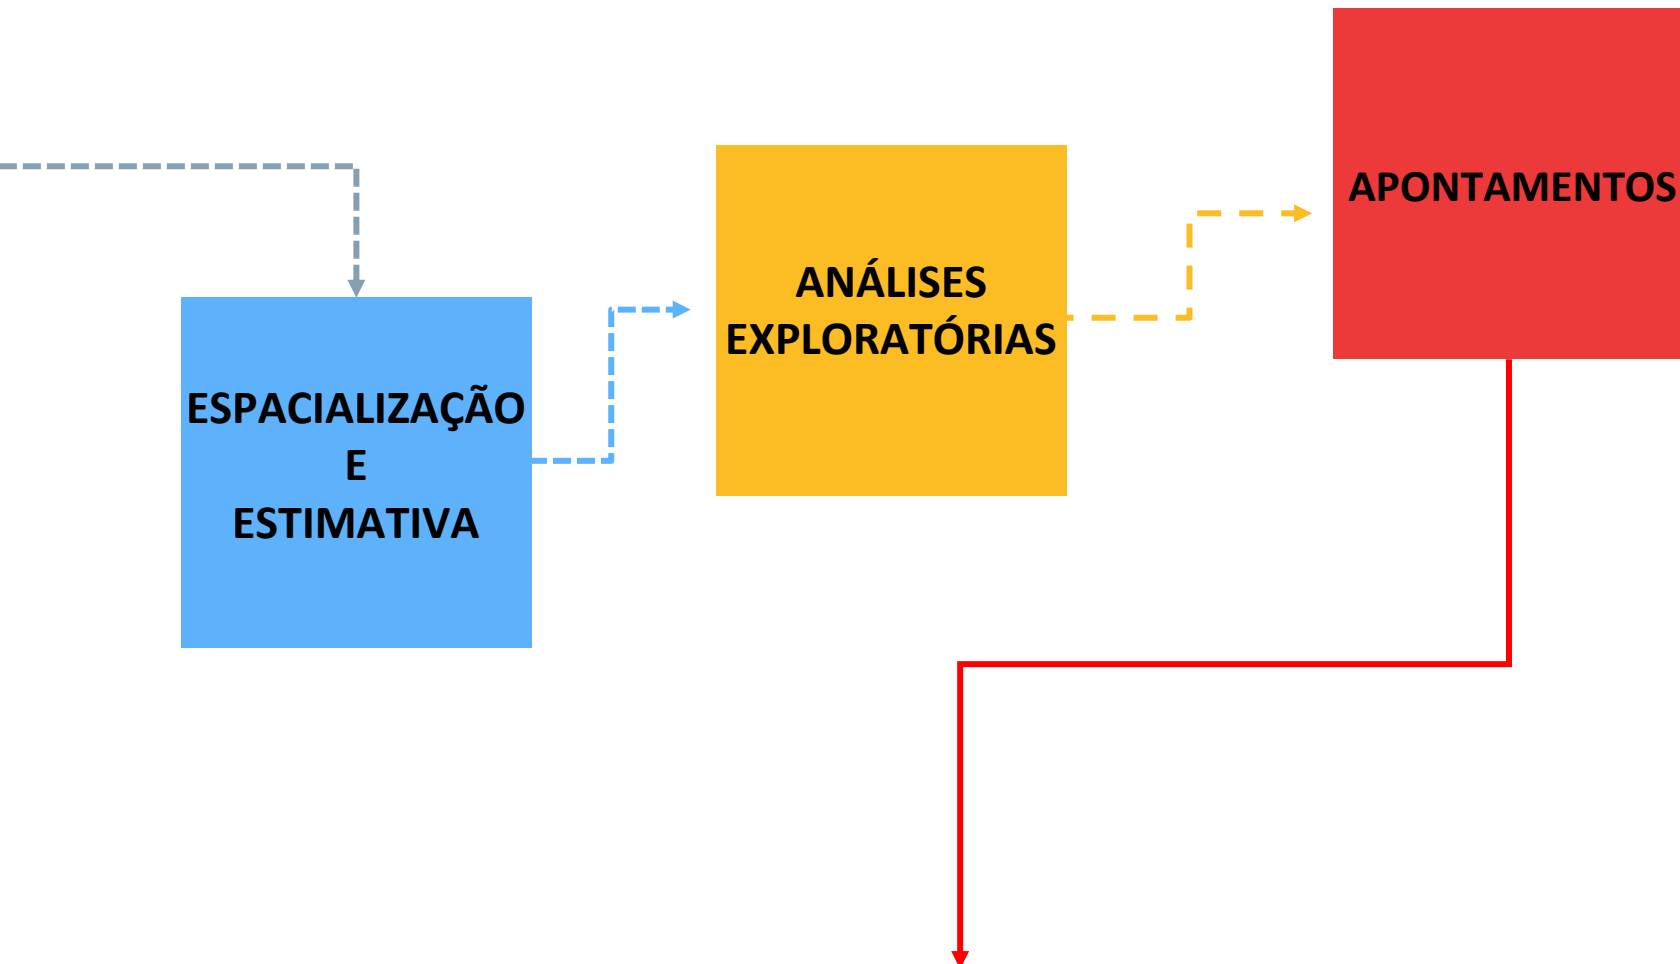 ESPACIALIZAÇÃO
E
ESTIMATIVA
ANÁLISES
EXPLORATÓRIAS
APONTAMENTOS